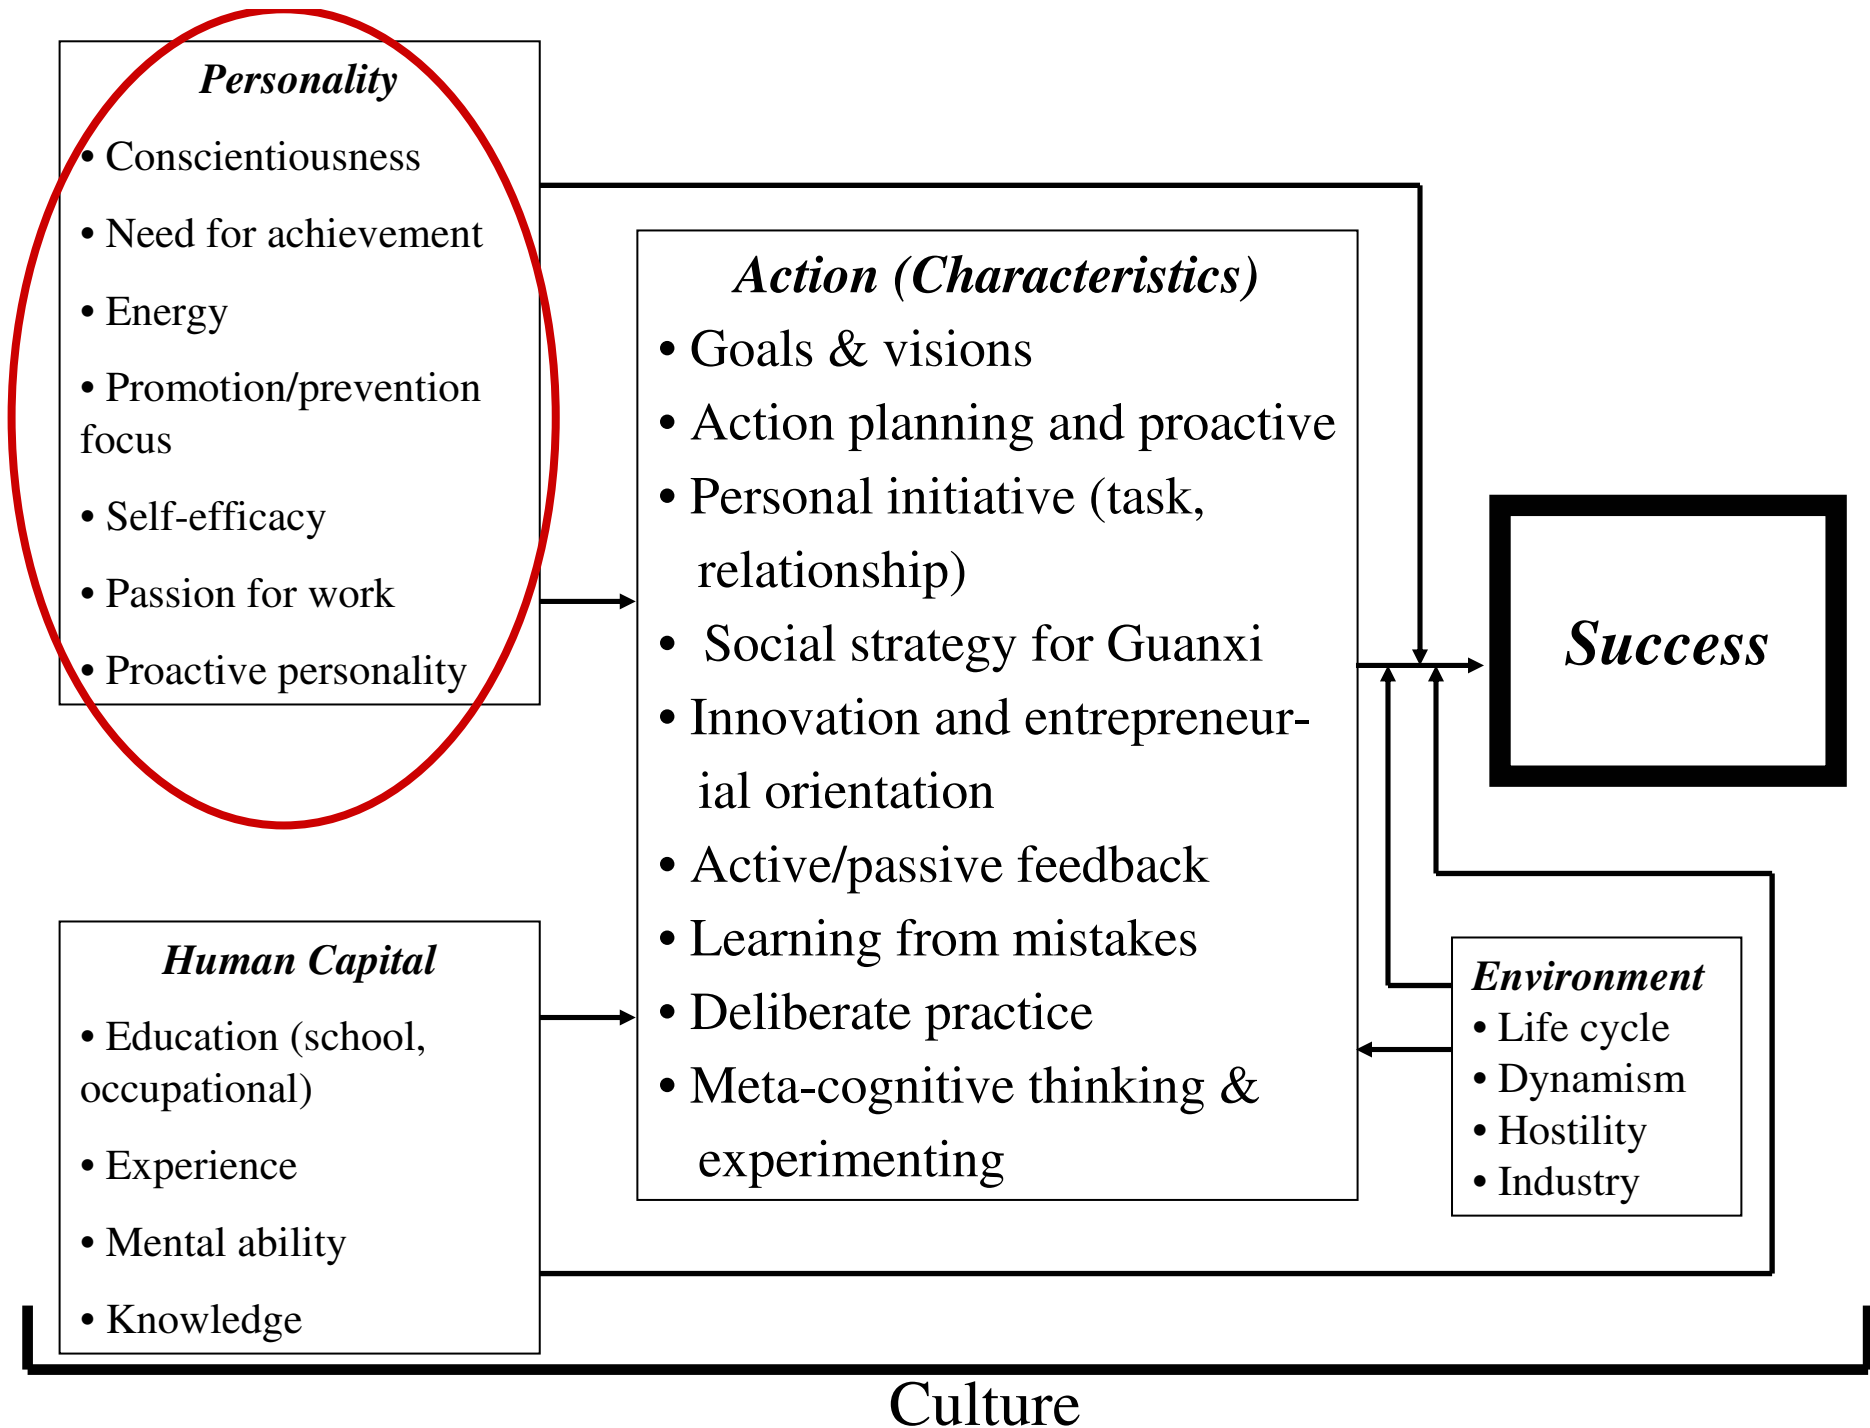 Personality
• Conscientiousness
• Need for achievement
• Energy
• Promotion/prevention
focus
• Self-efficacy
• Passion for work
• Proactive personality
Action (Characteristics)
• Goals & visions
• Action planning and proactive
• Personal initiative (task,
relationship)
• Social strategy for Guanxi
• Innovation and entrepreneur-
ial orientation
• Active/passive feedback
• Learning from mistakes
• Deliberate practice
• Meta-cognitive thinking &
experimenting
Success
Human Capital
• Education (school,
occupational)
• Experience
• Mental ability
• Knowledge
Environment
• Life cycle
• Dynamism
• Hostility
• Industry
Culture